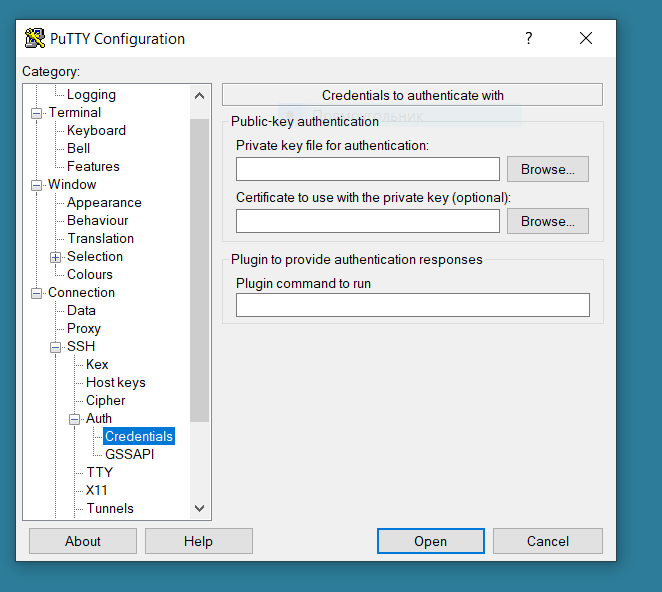 PuTTY Configuration
?
Category:
Logging
Terminal
Keyboard
Bell
Features
Window
Appearance
Behaviour
Translation
Selection
Colours
Connection
Data
Proxy
SSH
Kex
Host keys
Cipher
Auth
Credentials
GSSAPI
TTY
X11
Tunnels
Credentials to authenticate with
Прямоугольник
Public-key authentication
Private key file for authentication:
Browse...
Certificate to use with the private key (optional):
Browse...
Plugin to provide authentication responses
Plugin command to run
About
Help
Open
Cancel